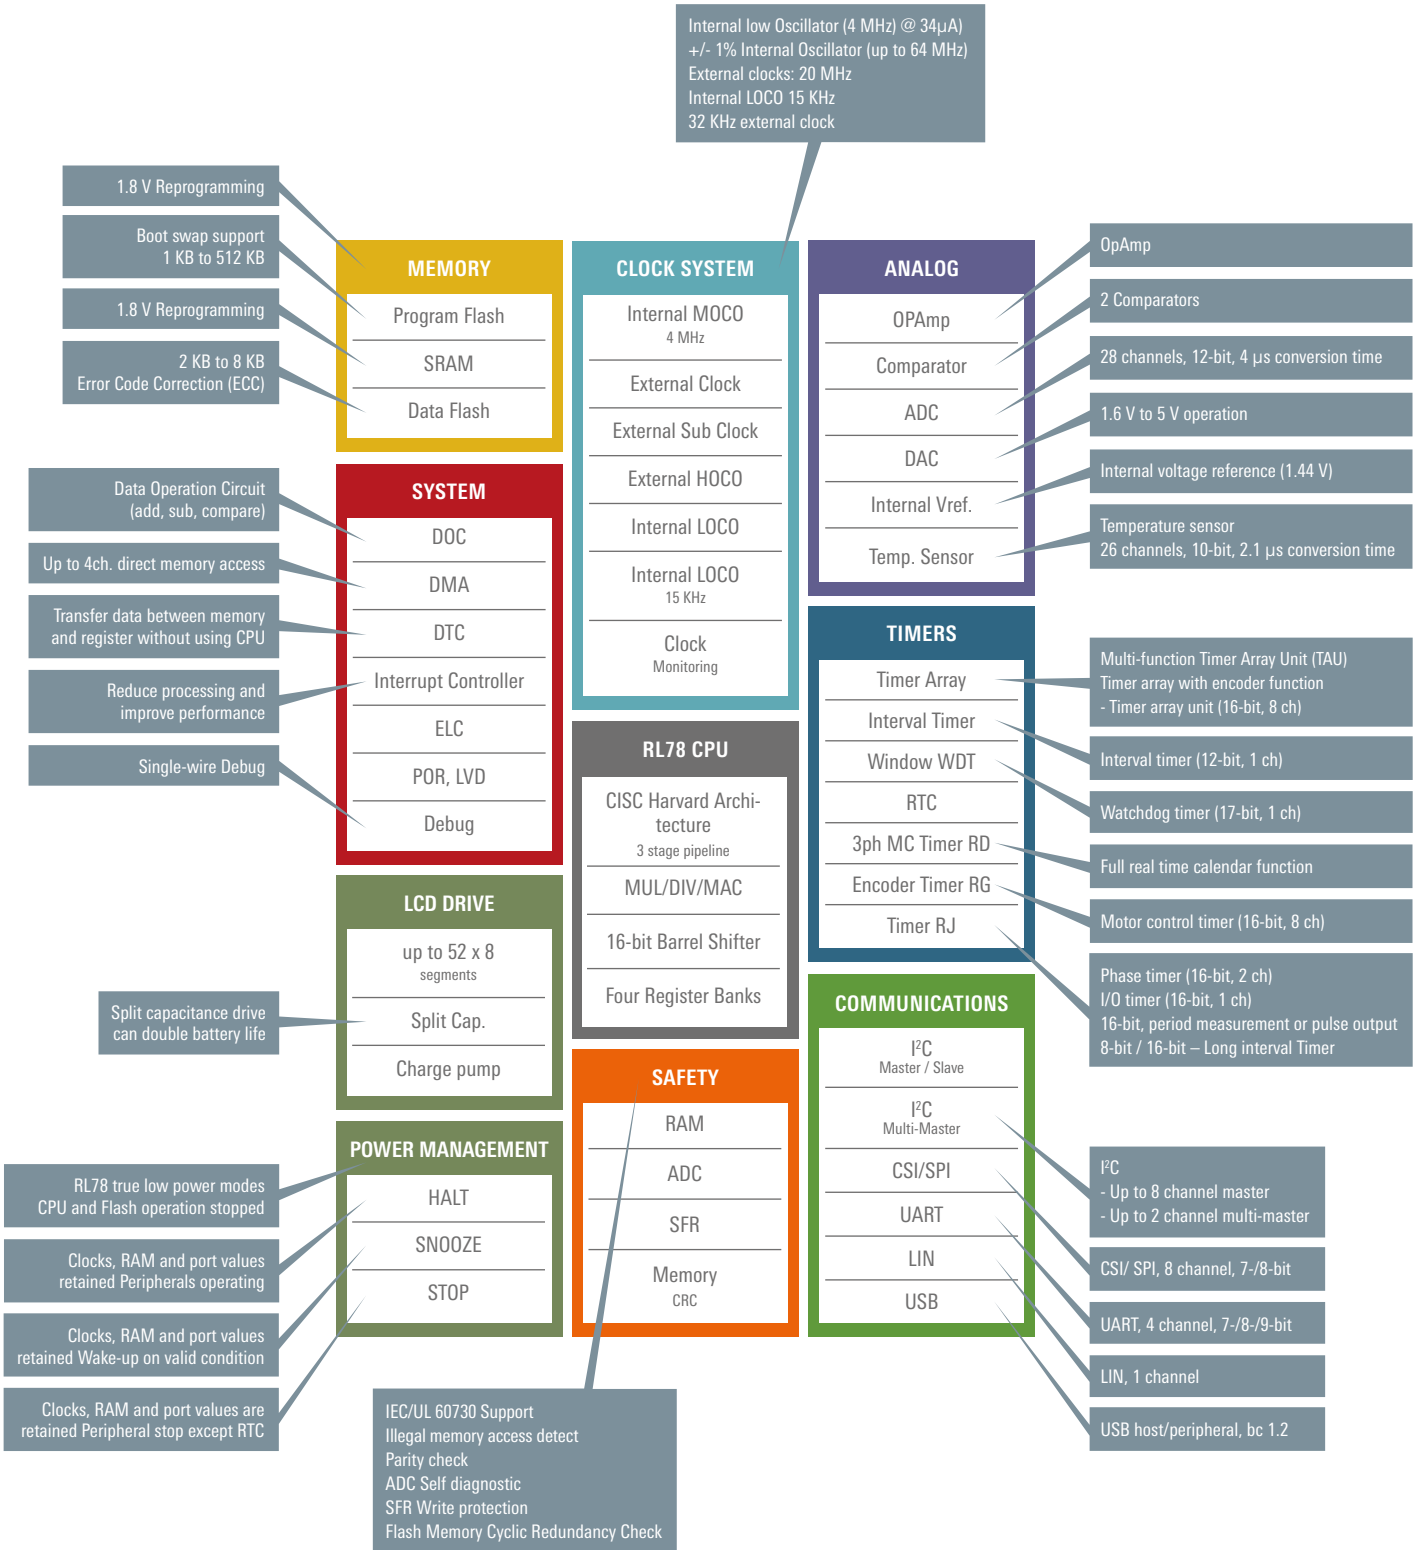 Internal low Oscillator (4 MHz) @ 34µA)
+/- 1% Internal Oscillator (up to 64 MHz)
External clocks: 20 MHz
Internal LOCO 15 KHz
32 KHz external clock
1.8 V Reprogramming
Boot swap support
1 KB to 512 KB
1.8 V Reprogramming
2 KB to 8 KB
Error Code Correction (ECC)
Data Operation Circuit
(add, sub, compare)
Up to 4ch. direct memory access
Transfer data between memory
and register without using CPU
Reduce processing and
improve performance
Single-wire Debug
Split capacitance drive
can double battery life
RL78 true low power modes
CPU and Flash operation stopped
Clocks, RAM and port values
retained Peripherals operating
Clocks, RAM and port values
retained Wake-up on valid condition
Clocks, RAM and port values are
retained Peripheral stop except RTC
MEMORY
Program Flash
SRAM
Data Flash
SYSTEM
DOC
DMA
DTC
Interrupt Controller
ELC
POR, LVD
Debug
LCD DRIVE
up to 52 x 8
segments
Split Cap.
Charge pump
POWER MANAGEMENT
HALT
SNOOZE
STOP
CLOCK SYSTEM
Internal MOCO
4 MHz
External Clock
External Sub Clock
External HOCO
Internal LOCO
Internal LOCO
15 KHz
Clock
Monitoring
RL78 CPU
CISC Harvard Archi-
tecture
3 stage pipeline
MUL/DIV/MAC
16-bit Barrel Shifter
Four Register Banks
SAFETY
RAM
ADC
SFR
Memory
CRC
IEC/UL 60730 Support
Illegal memory access detect
Parity check
ADC Self diagnostic
SFR Write protection
Flash Memory Cyclic Redundancy Check
ANALOG
OPAmp
Comparator
ADC
DAC
Internal Vref.
Temp. Sensor
TIMERS
Timer Array
Interval Timer
Window WDT
RTC
3ph MC Timer RD
Encoder Timer RG
Timer RJ
COMMUNICATIONS
I²C
Master / Slave
I²C
Multi-Master
CSI/SPI
UART
LIN
USB
OpAmp
2 Comparators
28 channels, 12-bit, 4 µs conversion time
1.6 V to 5 V operation
Internal voltage reference (1.44 V)
Temperature sensor
26 channels, 10-bit, 2.1 µs conversion time
Multi-function Timer Array Unit (TAU)
Timer array with encoder function
- Timer array unit (16-bit, 8 ch)
Interval timer (12-bit, 1 ch)
Watchdog timer (17-bit, 1 ch)
Full real time calendar function
Motor control timer (16-bit, 8 ch)
Phase timer (16-bit, 2 ch)
I/O timer (16-bit, 1 ch)
16-bit, period measurement or pulse output
8-bit / 16-bit – Long interval Timer
I²C
- Up to 8 channel master
- Up to 2 channel multi-master
CSI/ SPI, 8 channel, 7-/8-bit
UART, 4 channel, 7-/8-/9-bit
LIN, 1 channel
USB host/peripheral, bc 1.2